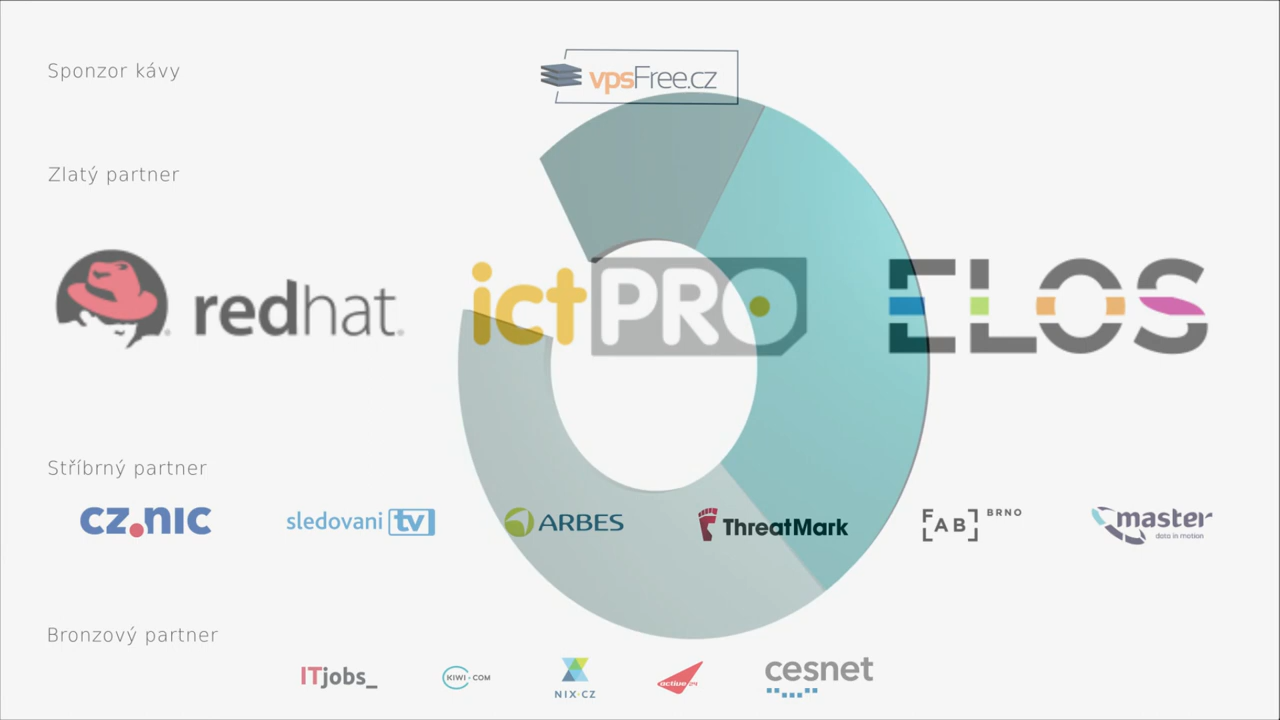 Sponzor kávy
vpsFree.cz
Zlatý partner
redhat.
ictPRO
ELOS
Stříbrný partner
CZ.NIC
sledovani tv
ARBES
ThreatMark
FAB BRNO
master
data in motion
Bronzový partner
ITjobs_
KIWI.COM
NIX.CZ
active24
cesnet